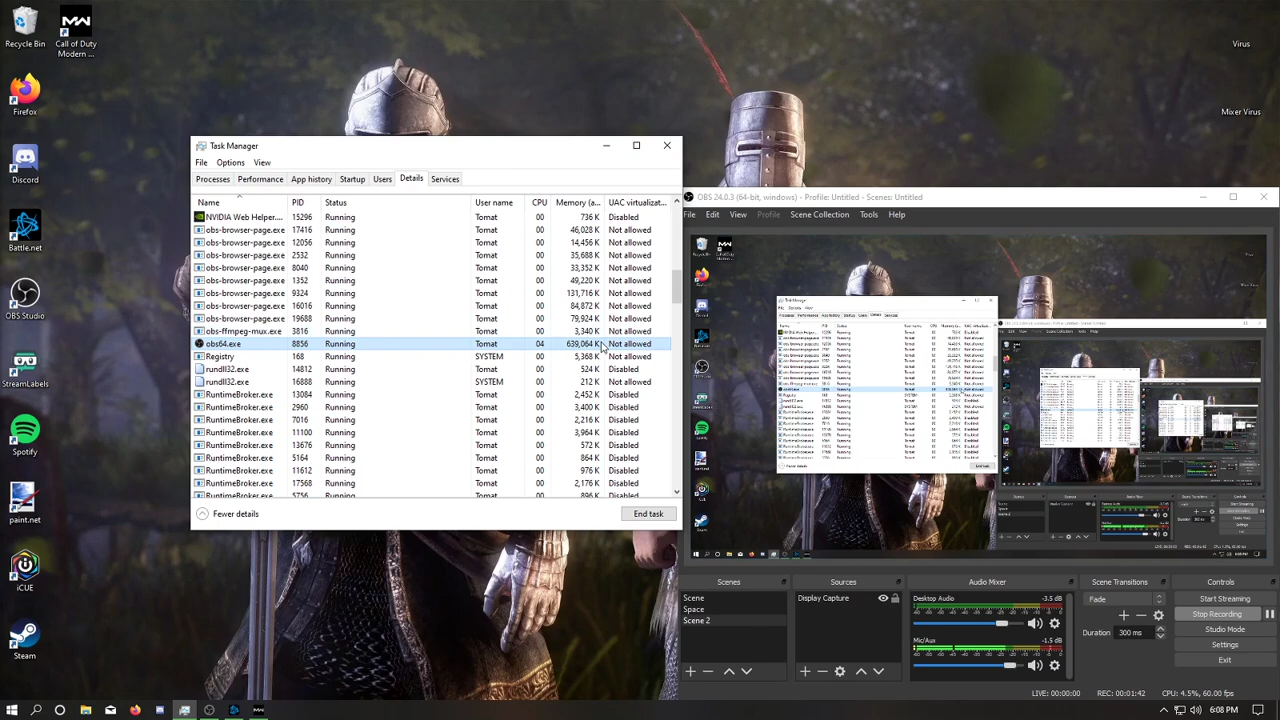 Recycle Bin
Call of Duty
Modern ...
Firefox
Discord
Battle.net
OBS Studio
StreamLabels
Spotify
paint.net
iCUE
Steam
Virus
Mixer Virus
Task Manager
File Options View
Processes Performance App history Startup Users Details Services
Name PID Status User name CPU Memory (a... UAC virtualizat...
NVIDIA Web Helper.... 15296 Running Tomat 00 736 K Disabled
obs-browser-page.exe 17416 Running Tomat 00 46,028 K Not allowed
obs-browser-page.exe 12056 Running Tomat 00 14,456 K Not allowed
obs-browser-page.exe 2532 Running Tomat 00 35,688 K Not allowed
obs-browser-page.exe 8040 Running Tomat 00 33,352 K Not allowed
obs-browser-page.exe 1352 Running Tomat 00 49,220 K Not allowed
obs-browser-page.exe 9324 Running Tomat 00 131,716 K Not allowed
obs-browser-page.exe 16016 Running Tomat 00 84,872 K Not allowed
obs-browser-page.exe 19688 Running Tomat 00 79,924 K Not allowed
obs-ffmpeg-mux.exe 3816 Running Tomat 00 3,340 K Not allowed
obs64.exe 8856 Running Tomat 04 639,064 K Not allowed
Registry 168 Running SYSTEM 00 5,368 K Not allowed
rundll32.exe 14812 Running Tomat 00 524 K Disabled
rundll32.exe 16888 Running SYSTEM 00 212 K Not allowed
RuntimeBroker.exe 13084 Running Tomat 00 2,452 K Disabled
RuntimeBroker.exe 2960 Running Tomat 00 3,400 K Disabled
RuntimeBroker.exe 7016 Running Tomat 00 2,216 K Disabled
RuntimeBroker.exe 11100 Running Tomat 00 3,964 K Disabled
RuntimeBroker.exe 13676 Running Tomat 00 572 K Disabled
RuntimeBroker.exe 5164 Running Tomat 00 864 K Disabled
RuntimeBroker.exe 11612 Running Tomat 00 976 K Disabled
RuntimeBroker.exe 17568 Running Tomat 00 2,176 K Disabled
RuntimeBroker.exe 5756 Running Tomat 00 896 K Disabled
Fewer details End task
OBS 24.0.3 (64-bit, windows) - Profile: Untitled - Scenes: Untitled
File Edit View Profile Scene Collection Tools Help
Scenes Sources Audio Mixer Scene Transitions Controls
Scene
Space
Scene 2
Display Capture
Desktop Audio -3.5 dB
Mic/Aux -1.5 dB
Fade
Duration 300 ms
Start Streaming
Stop Recording
Studio Mode
Settings
Exit
LIVE: 00:00:00 REC: 00:01:42 CPU: 4.5%, 60.00 fps
6:08 PM